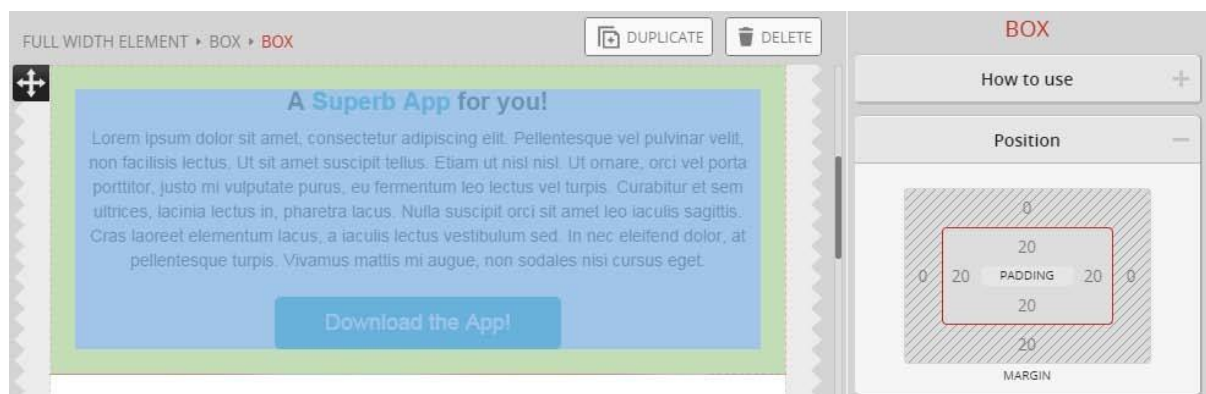 FULL WIDTH ELEMENT ▸ BOX ▸ BOX
DUPLICATE
DELETE
A Superb App for you!
Lorem ipsum dolor sit amet, consectetur adipiscing elit. Pellentesque vel pulvinar velit,
non facilisis lectus. Ut sit amet suscipit tellus. Etiam ut nisl nisl. Ut ornare, orci vel porta
porttitor, justo mi vulputate purus, eu fermentum leo lectus vel turpis. Curabitur et sem
ultrices, lacinia lectus in, pharetra lacus. Nulla suscipit orci sit amet leo iaculis sagittis.
Cras laoreet elementum lacus, a iaculis lectus vestibulum sed. In nec eleifend dolor, at
pellentesque turpis. Vivamus mattis mi augue, non sodales nisi cursus eget.
Download the App!
BOX
How to use
Position
0
20
0 20 PADDING 20 0
20
20
MARGIN